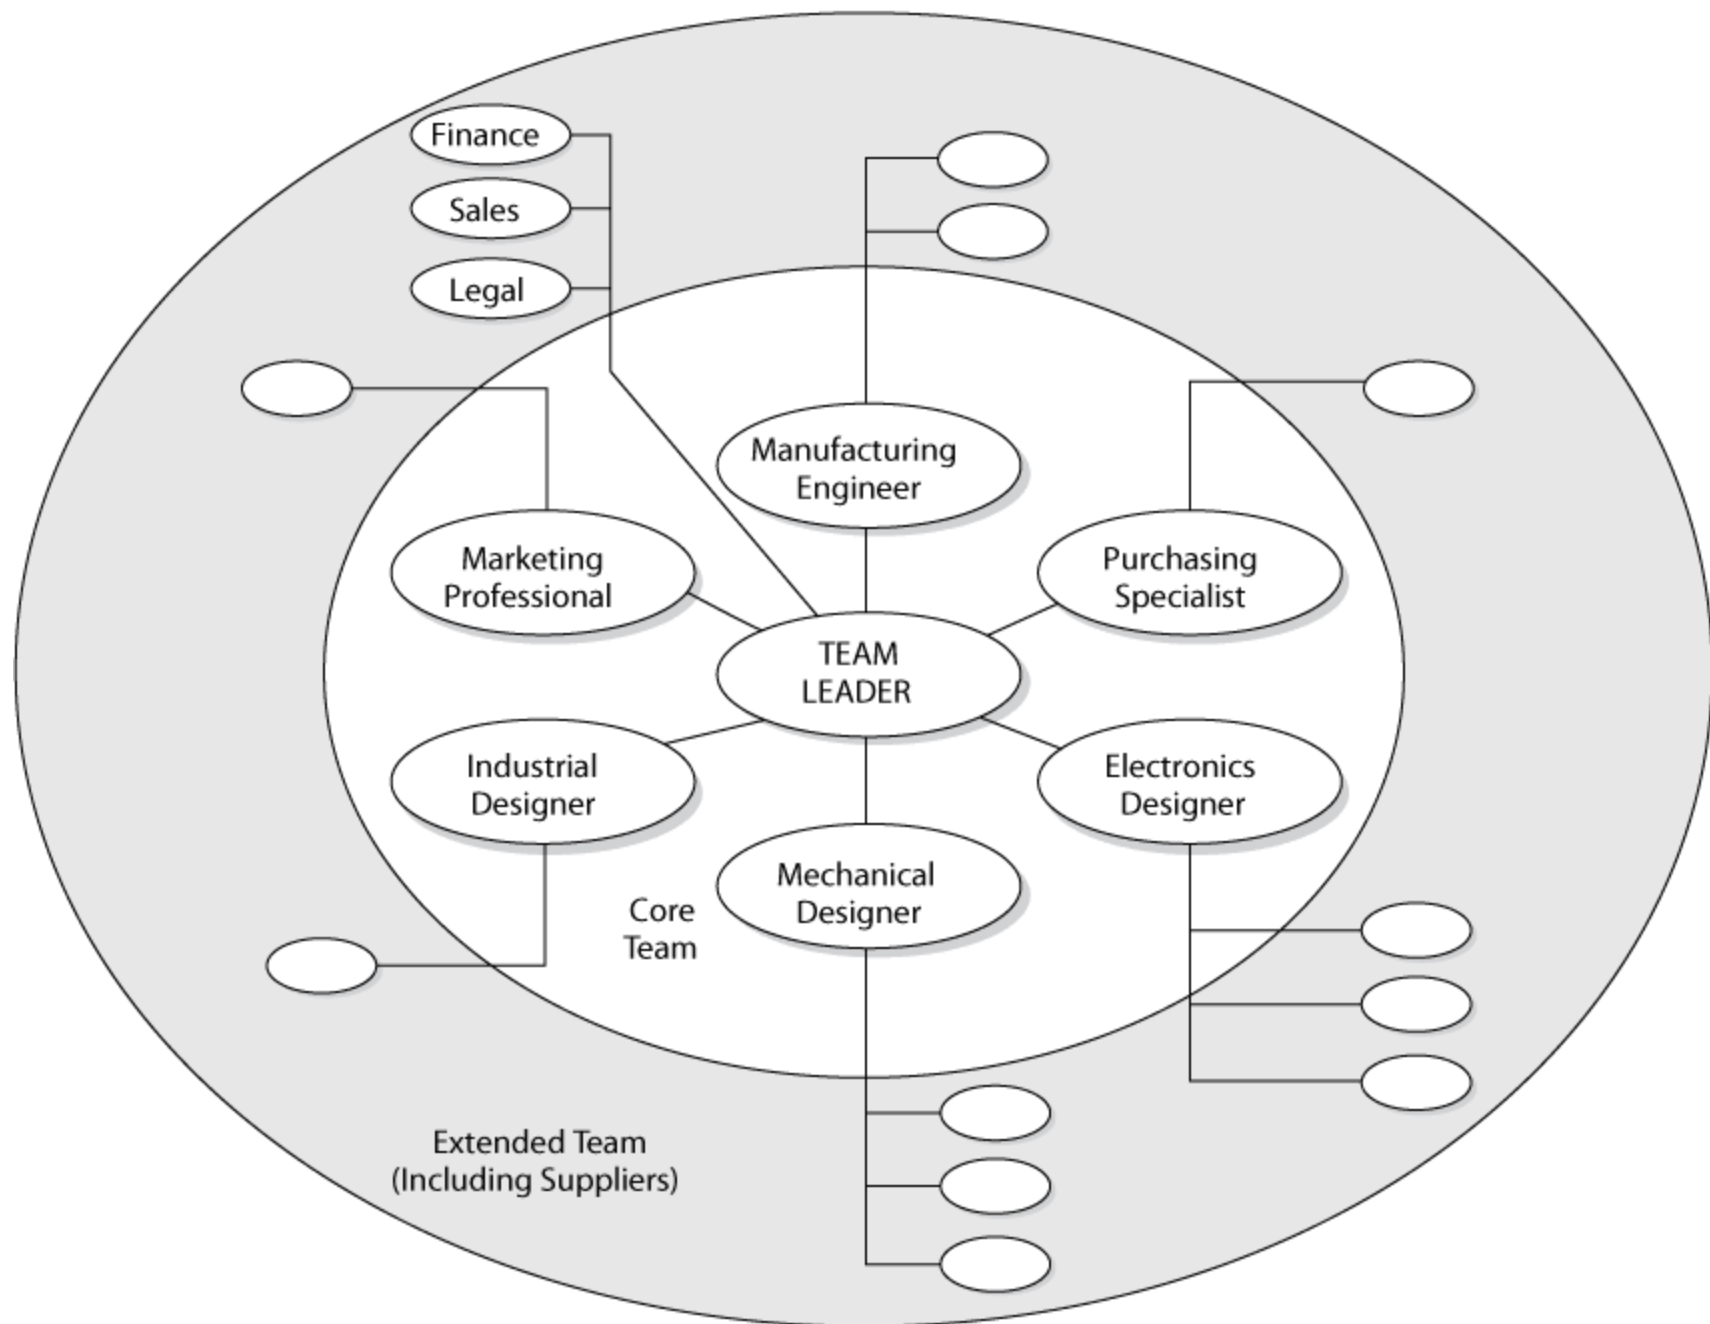 Finance
Sales
Legal
Manufacturing
Engineer
Marketing
Professional
Purchasing
Specialist
TEAM
LEADER
Industrial
Designer
Electronics
Designer
Mechanical
Designer
Core
Team
Extended Team
(Including Suppliers)